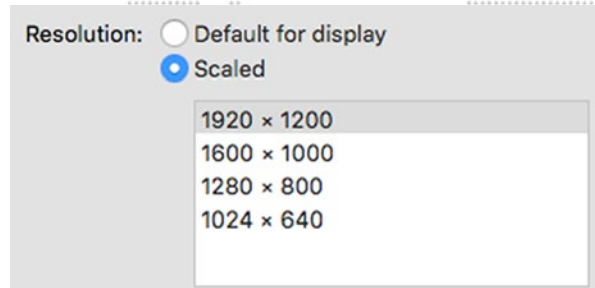 Resolution: Default for display
Scaled
1920 × 1200
1600 × 1000
1280 × 800
1024 × 640